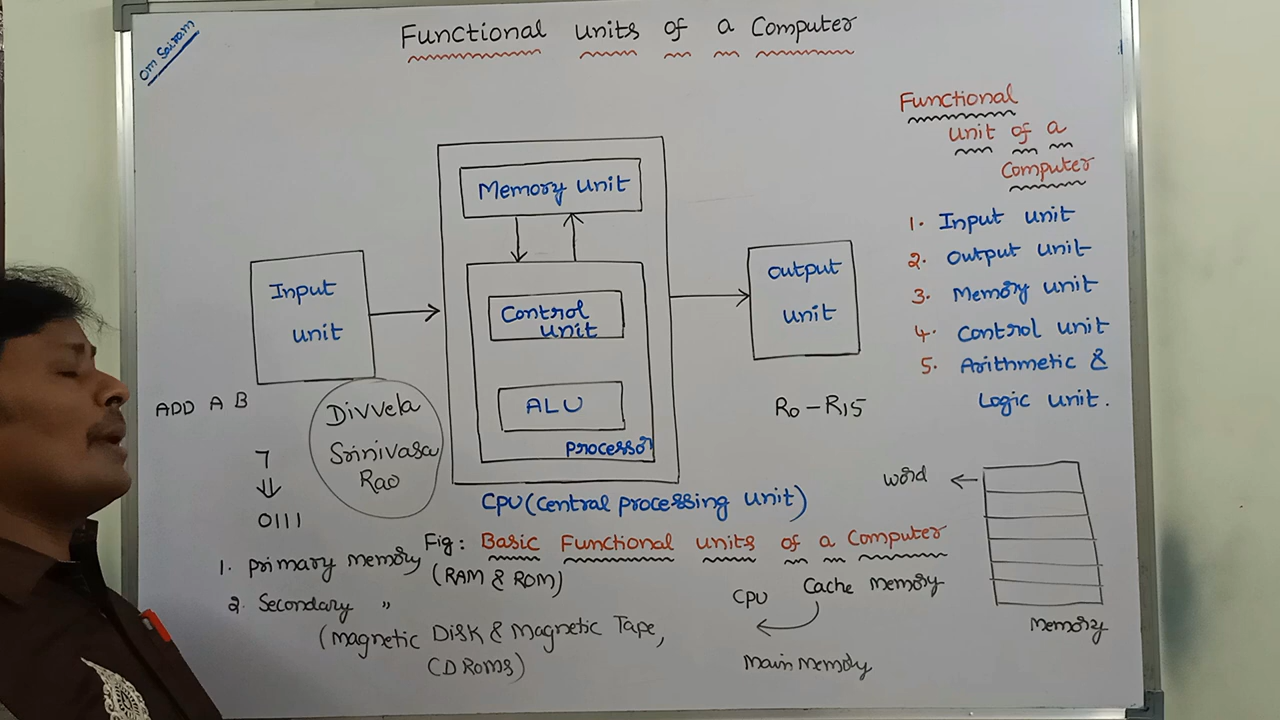 Om Sairam
Functional units of a Computer
Functional
unit of a
Computer
1. Input unit
2. Output unit
3. Memory unit
4. Control unit
5. Arithmetic &
Logic unit.
Memory unit
Input
unit
Control
unit
ALU
processor
output
unit
CPU (central processing unit)
ADD A B
7
0111
Divvela
Srinivasa
Rao
R0 - R15
word
Memory
Fig: Basic Functional units of a Computer
1. primary memory
(RAM & ROM)
2. Secondary "
(magnetic Disk & Magnetic Tape,
CD Roms)
Cache memory
CPU
Main Memory